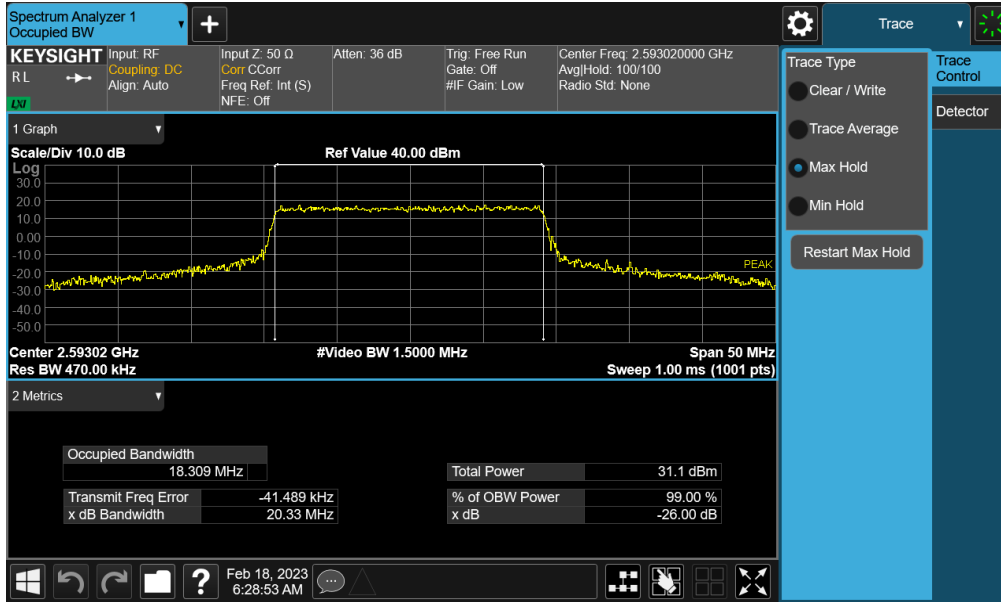 Spectrum Analyzer 1
Occupied BW
+
Trace
KEYSIGHT
R L
LXI
Input: RF
Coupling: DC
Align: Auto
Input Z: 50 Ω
Corr CCorr
Freq Ref: Int (S)
NFE: Off
Atten: 36 dB
Trig: Free Run
Gate: Off
#IF Gain: Low
Center Freq: 2.593020000 GHz
Avg|Hold: 100/100
Radio Std: None
Trace Type
Clear / Write
Trace Average
Max Hold
Min Hold
Restart Max Hold
Trace
Control
Detector
1 Graph
Scale/Div 10.0 dB
Ref Value 40.00 dBm
Log
30.0
20.0
10.0
0.00
-10.0
-20.0
-30.0
-40.0
-50.0
PEAK
Center 2.59302 GHz
#Video BW 1.5000 MHz
Span 50 MHz
Res BW 470.00 kHz
Sweep 1.00 ms (1001 pts)
2 Metrics
Occupied Bandwidth
18.309 MHz
Total Power 31.1 dBm
Transmit Freq Error -41.489 kHz
% of OBW Power 99.00 %
x dB Bandwidth 20.33 MHz
x dB -26.00 dB
?
Feb 18, 2023
6:28:53 AM